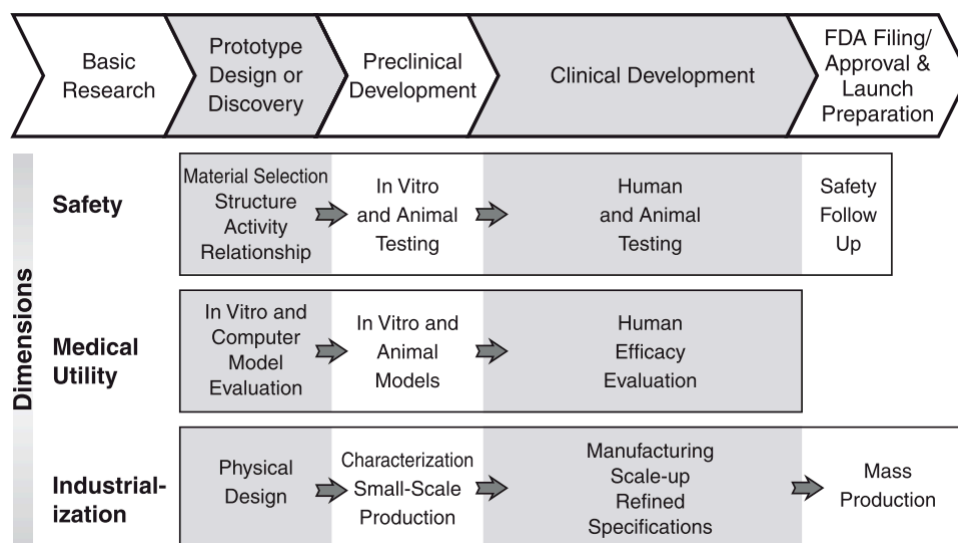 Basic
Research
Prototype
Design or
Discovery
Preclinical
Development
Clinical Development
FDA Filing/
Approval &
Launch
Preparation
Dimensions
Safety
Material Selection
Structure
Activity
Relationship
In Vitro
and Animal
Testing
Human
and Animal
Testing
Safety
Follow
Up
Medical
Utility
In Vitro and
Computer
Model
Evaluation
In Vitro and
Animal
Models
Human
Efficacy
Evaluation
Industrial-
ization
Physical
Design
Characterization
Small-Scale
Production
Manufacturing
Scale-up
Refined
Specifications
Mass
Production